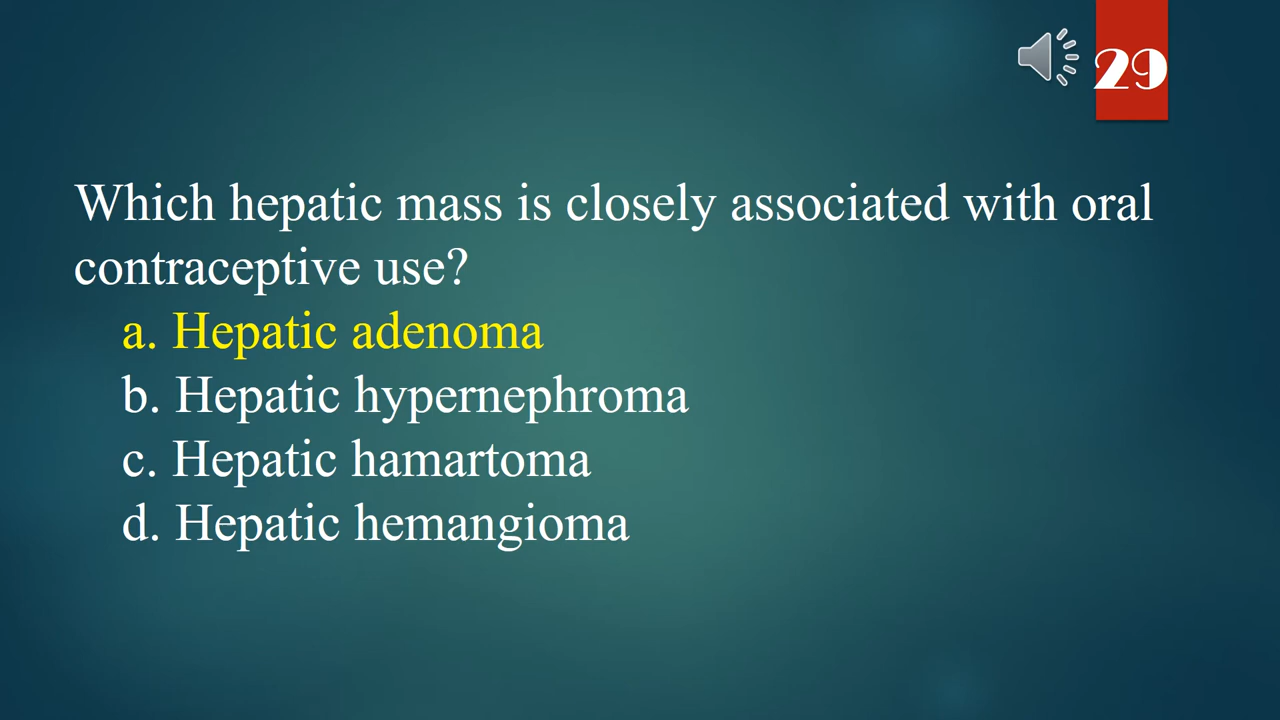 29
Which hepatic mass is closely associated with oral
contraceptive use?
a. Hepatic adenoma
b. Hepatic hypernephroma
c. Hepatic hamartoma
d. Hepatic hemangioma